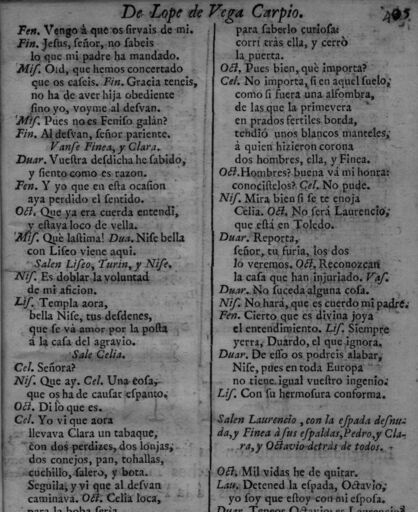 De Lope de Vega Carpio. 405
Fen. Vengo à que os sirvais de mi.
Fin. Jesus, señor, no sabeis
lo que mi padre ha mandado.
Mis. Oid, que hemos concertado
que os caseis. Fin. Gracia teneis,
no ha de aver hija obediente
sino yo, voyme al desvan.
Mis. Pues no es Feniso galàn?
Fin. Al desvan, señor pariente.
Vanse Finea, y Clara.
Duar. Vuestra desdicha he sabido,
y siento como es razon.
Fen. Y yo que en esta ocasion
aya perdido el sentido.
Oct. Que ya era cuerda entendi,
y estava loco de vella.
Mis. Què lastima! Dua. Nise bella
con Liseo viene aqui.
Salen Liseo, Turin, y Nise.
Nis. Es doblar la voluntad
de mi aficion.
Lis. Templa aora,
bella Nise, tus desdenes,
que se và amor por la posta
à la casa del agravio.
Sale Celia.
Cel. Señora?
Nis. Que ay. Cel. Una cosa,
que os ha de causar espanto.
Oct. Di lo que es.
Cel. Yo vi que aora
llevava Clara un tabaque,
con dos perdizes, dos lonjas,
dos conejos, pan, tohallas,
cuchillo, salero, y bota.
Seguila, y vi que al desvan
caminava. Oct. Celia loca,
para la boba seria
para saberlo curiosa:
corri tràs ella, y cerrò
la puerta.
Oct. Pues bien, què importa?
Cel. No importa, si en aquel suelo,
como si fuera una alfombra,
de las que la primevera
en prados fertiles borda,
tendiò unos blancos manteles,
à quien hizieron corona
dos hombres, ella, y Finea.
Oct. Hombres? buena và mi honra:
conocistelos? Cel. No pude.
Nis. Mira bien si se te enoja
Celia. Oct. No serà Laurencio,
que està en Toledo.
Duar. Reporta,
señor, tu furia, los dos
lo veremos. Oct. Reconozcan
la casa que han injuriado. Vas.
Duar. No suceda alguna cosa.
Nis. No harà, que es cuerdo mi padre.
Fen. Cierto que es divina joya
el entendimiento. Lis. Siempre
yerra, Duardo, el que ignora.
Duar. De esso os podreis alabar,
Nise, pues en toda Europa
no tiene igual vuestro ingenio.
Lis. Con su hermosura conforma.
Salen Laurencio, con la espada desnu-
da, y Finea à sus espaldas, Pedro, y Cla-
ra, y Octavio detràs de todos.
Oct. Mil vidas he de quitar.
Lau. Detened la espada, Octavio;
yo soy que estoy con mi esposa.
Duar. Teneos Octavio, es Laurencio?